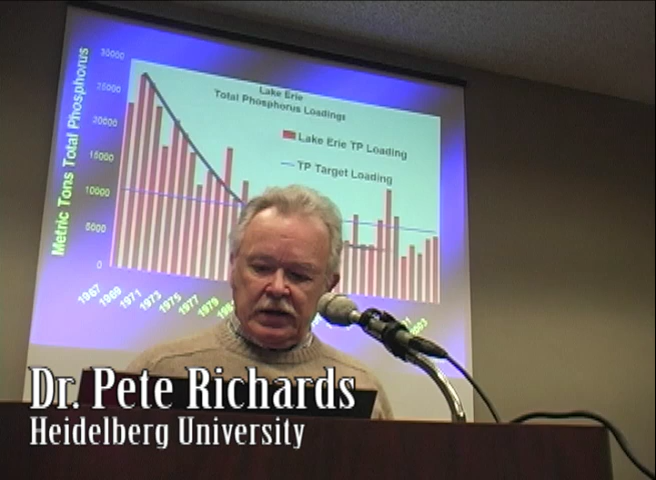 Lake Erie
Total Phosphorus Loadings
Lake Erie TP Loading
TP Target Loading
Metric Tons Total Phosphorus
30000
25000
20000
15000
10000
5000
0
1967
1969
1971
1973
1975
1977
1979
2003
Dr. Pete Richards
Heidelberg University